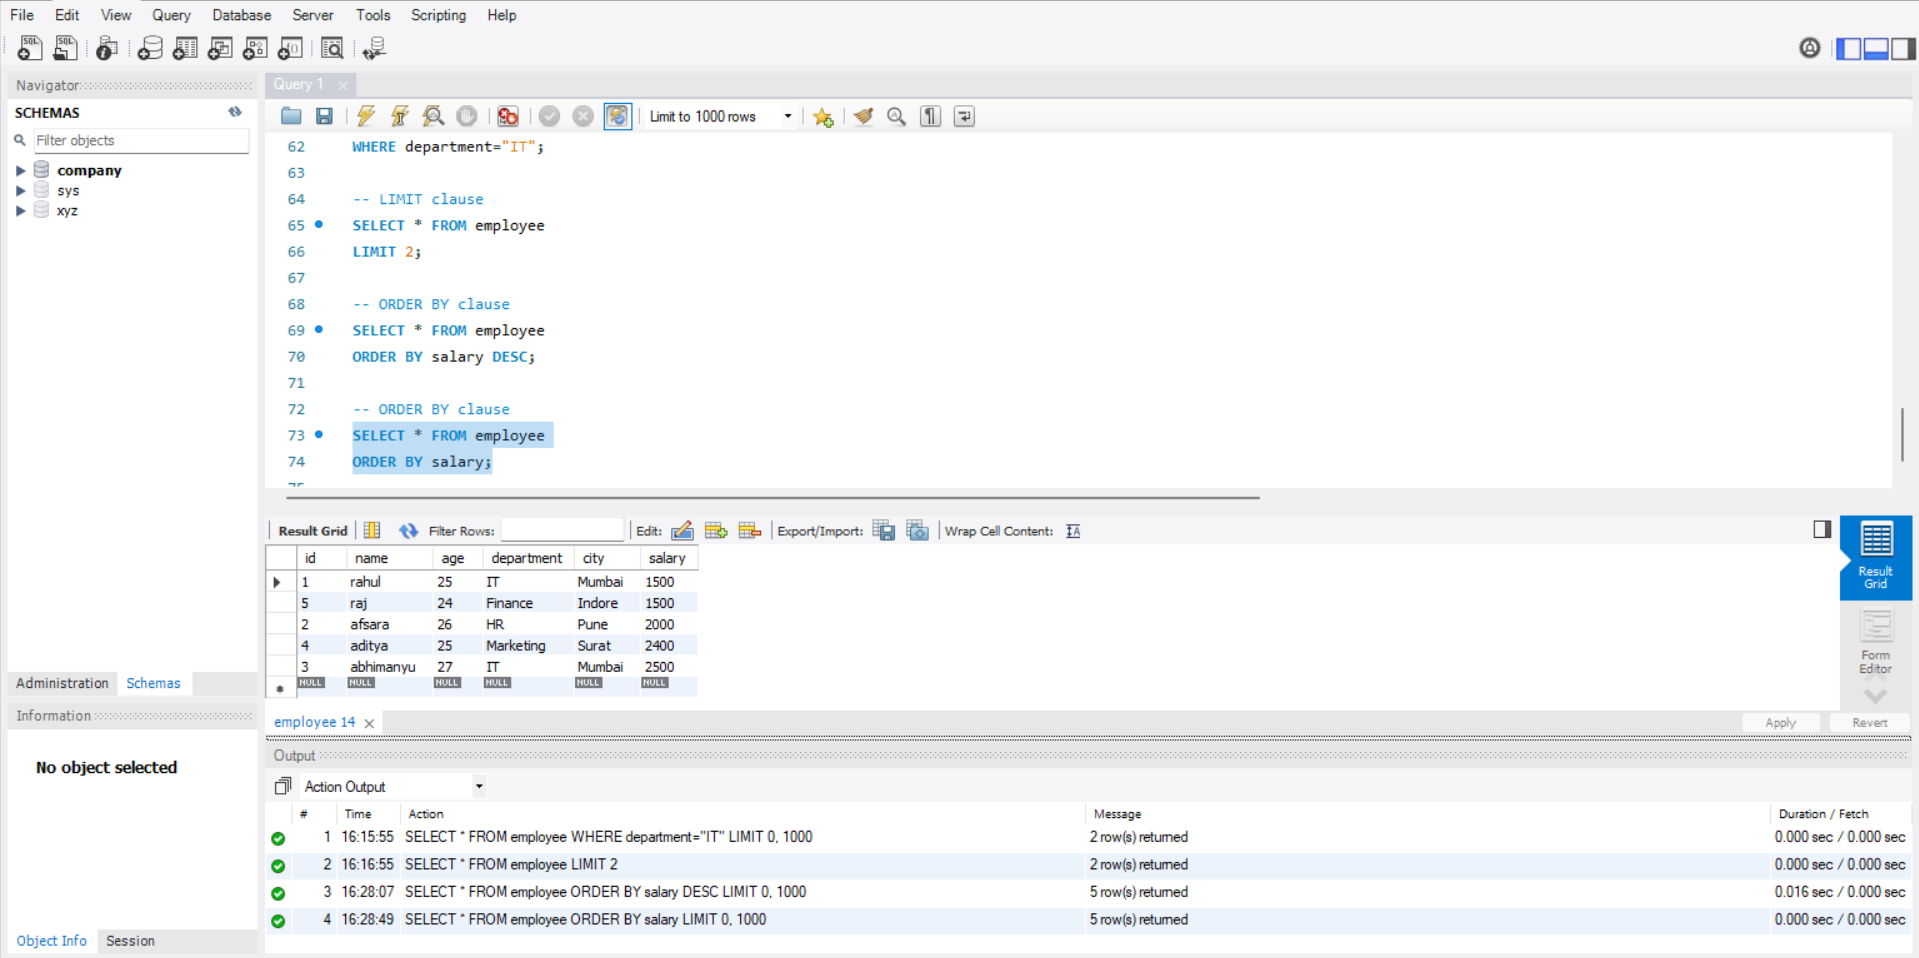 File Edit View Query Database Server Tools Scripting Help
Navigator
SCHEMAS
Filter objects
company
sys
xyz
Administration Schemas
Information
No object selected
Object Info Session
Query 1
Limit to 1000 rows
62 WHERE department="IT";
63
64 -- LIMIT clause
65 SELECT * FROM employee
66 LIMIT 2;
67
68 -- ORDER BY clause
69 SELECT * FROM employee
70 ORDER BY salary DESC;
71
72 -- ORDER BY clause
73 SELECT * FROM employee
74 ORDER BY salary;
Result Grid Filter Rows: Edit: Export/Import: Wrap Cell Content:
id name age department city salary
1 rahul 25 IT Mumbai 1500
5 raj 24 Finance Indore 1500
2 afsara 26 HR Pune 2000
4 aditya 25 Marketing Surat 2400
3 abhimanyu 27 IT Mumbai 2500
NULL NULL NULL NULL NULL NULL
Result
Grid
Form
Editor
employee 14
Apply Revert
Output
Action Output
# Time Action Message Duration / Fetch
1 16:15:55 SELECT * FROM employee WHERE department="IT" LIMIT 0, 1000 2 row(s) returned 0.000 sec / 0.000 sec
2 16:16:55 SELECT * FROM employee LIMIT 2 2 row(s) returned 0.000 sec / 0.000 sec
3 16:28:07 SELECT * FROM employee ORDER BY salary DESC LIMIT 0, 1000 5 row(s) returned 0.016 sec / 0.000 sec
4 16:28:49 SELECT * FROM employee ORDER BY salary LIMIT 0, 1000 5 row(s) returned 0.000 sec / 0.000 sec